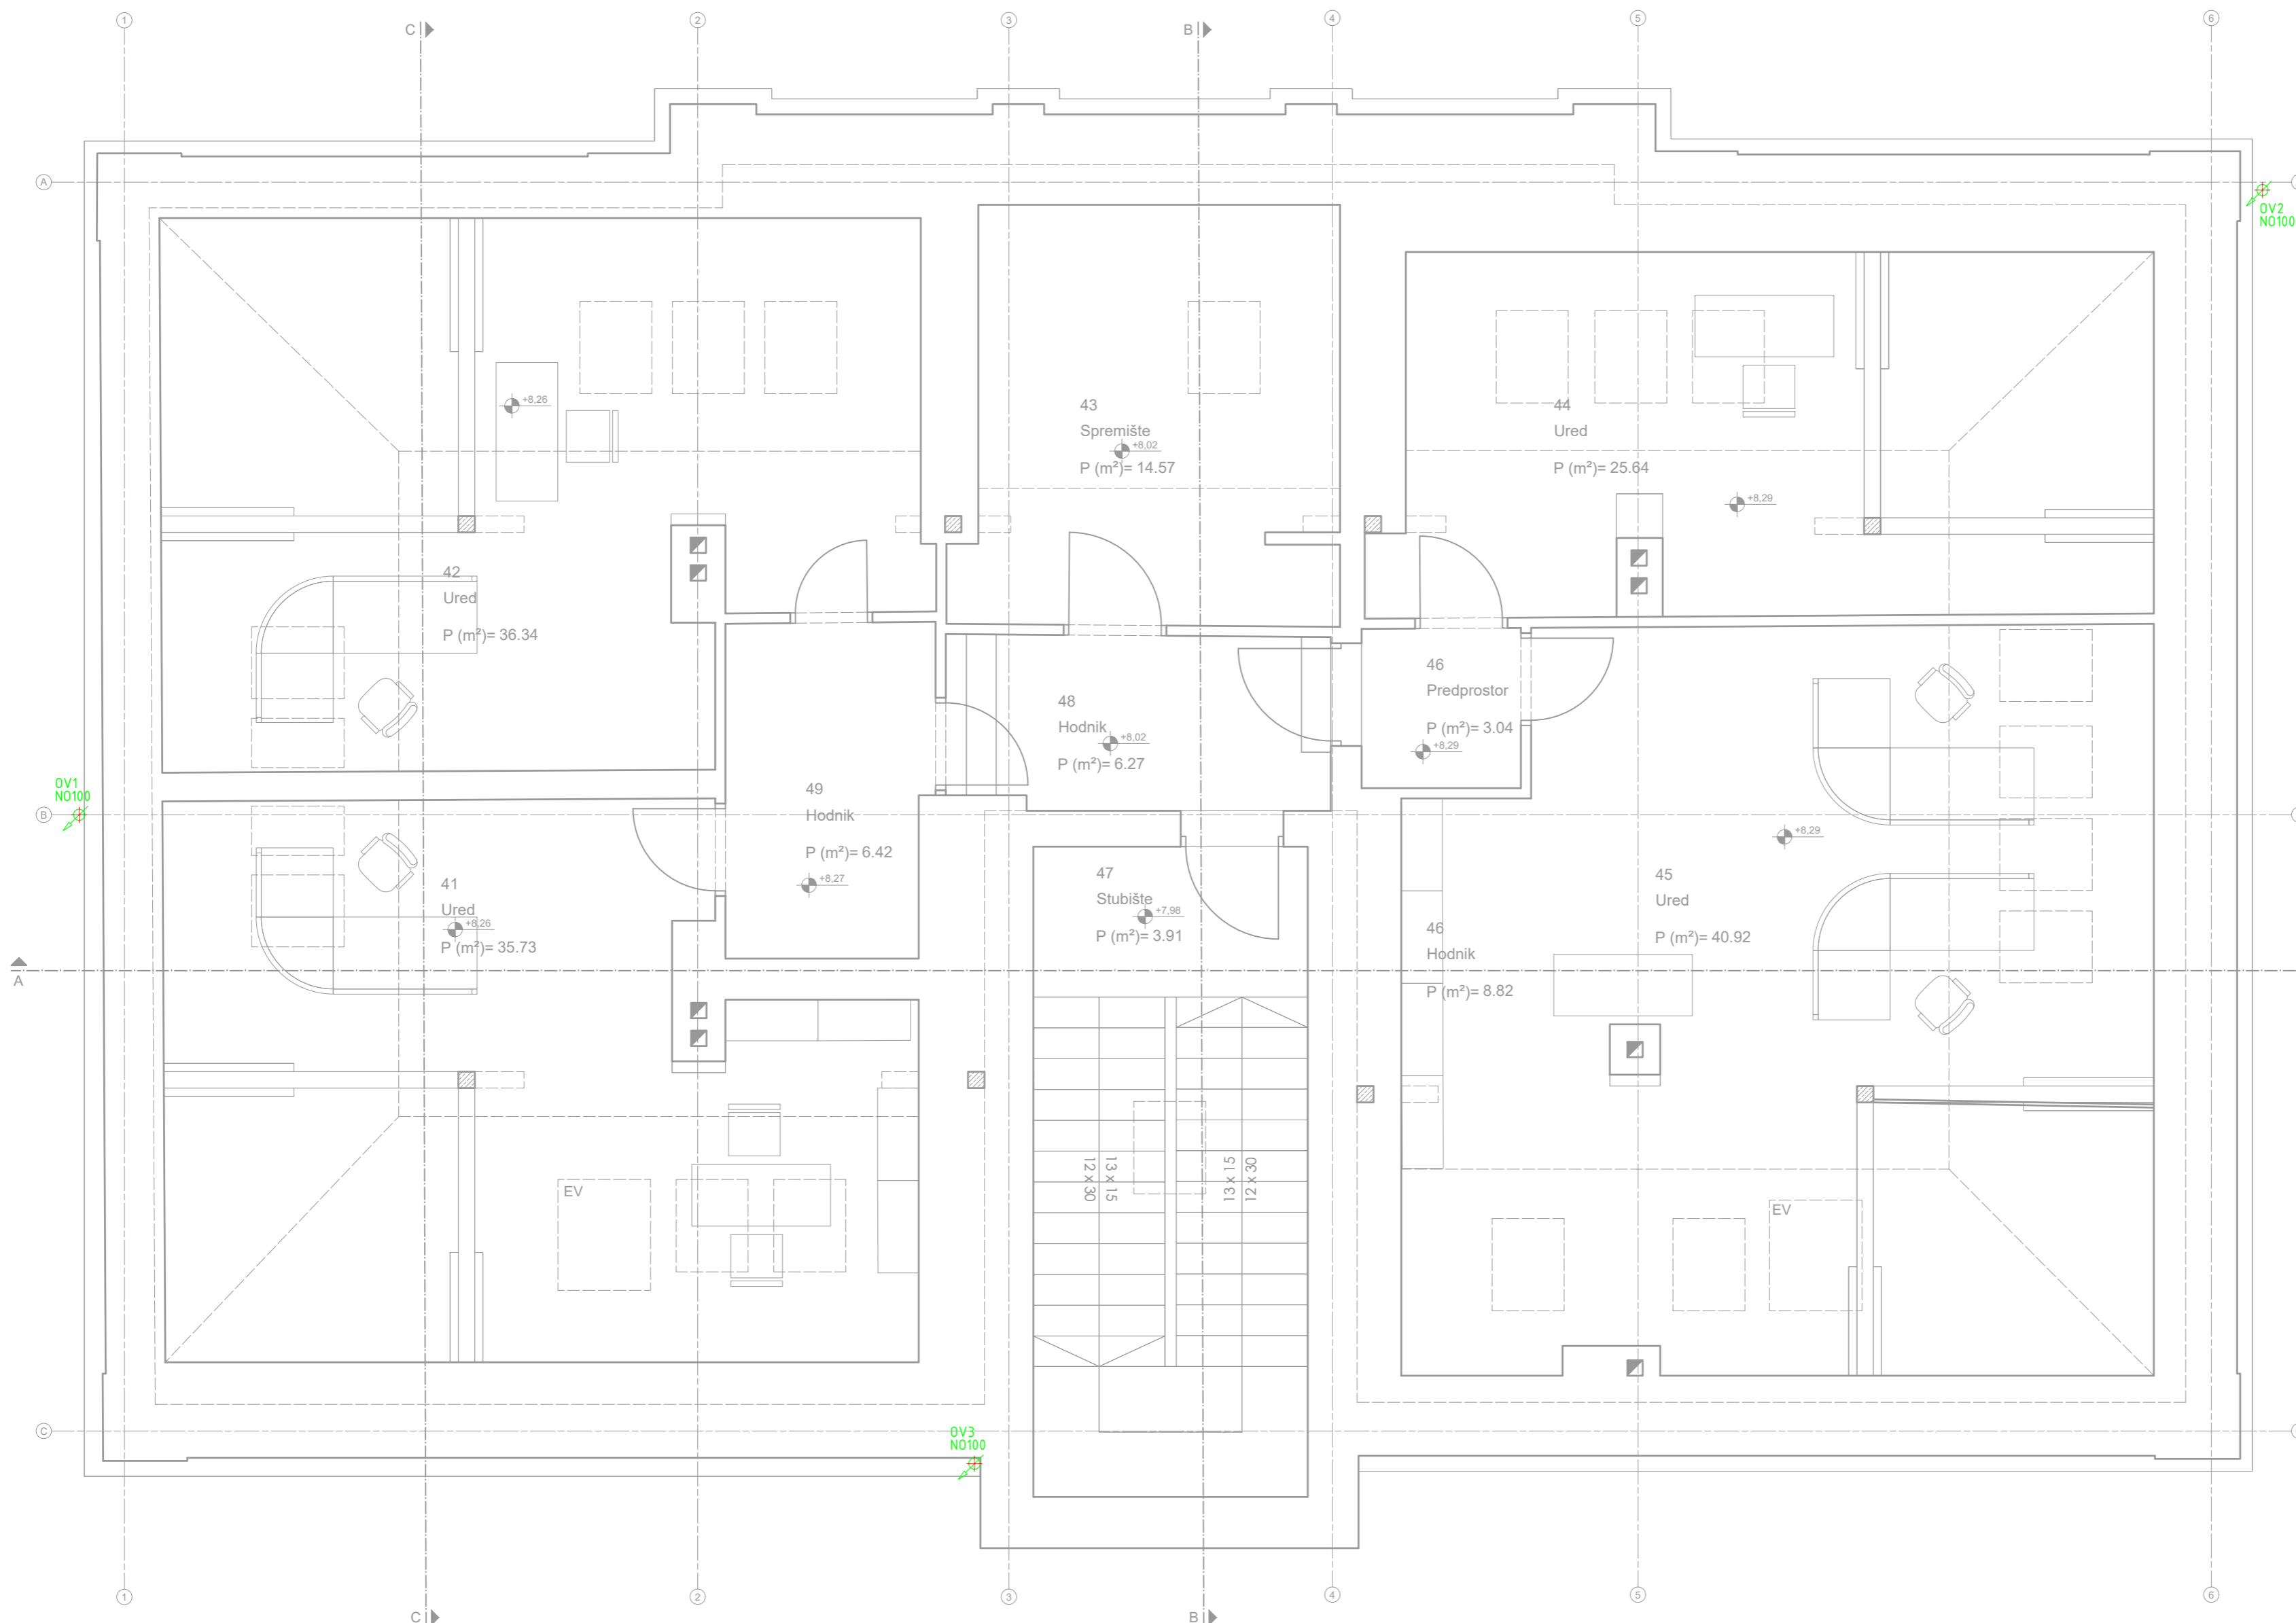 1
C
2
3
B
4
5
6
A
OV2
NO100
+8,26
43
Spremište
+8,02
P (m²)= 14.57
44
Ured
P (m²)= 25.64
+8,29
42
Ured
P (m²)= 36.34
46
Predprostor
P (m²)= 3.04
+8,29
48
Hodnik
+8,02
P (m²)= 6.27
OV1
NO100
B
49
Hodnik
P (m²)= 6.42
+8,27
+8,29
41
Ured
+8,26
P (m²)= 35.73
47
Stubište
+7,98
P (m²)= 3.91
45
Ured
P (m²)= 40.92
46
Hodnik
P (m²)= 8.82
A
EV
13 x 15
12 x 30
13 x 15
12 x 30
EV
OV3
NO100
C
1
C
2
3
B
4
5
6